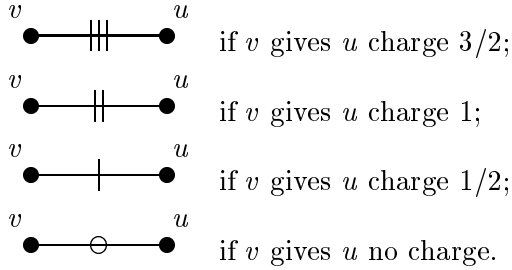 v u if v gives u charge 3/2;
v u if v gives u charge 1;
v u if v gives u charge 1/2;
v u if v gives u no charge.